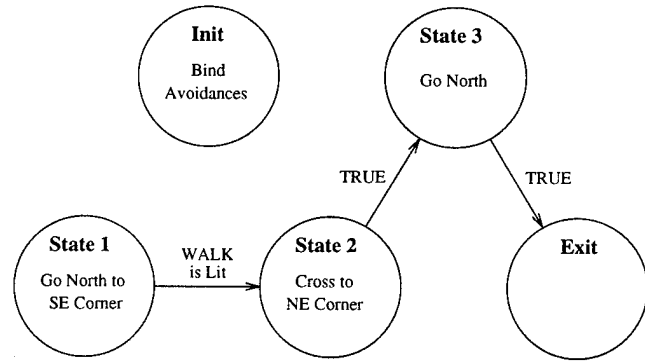 Init
Bind
Avoidances
State 3
Go North
TRUE
TRUE
State 1
Go North to
SE Corner
WALK
is Lit
State 2
Cross to
NE Corner
Exit